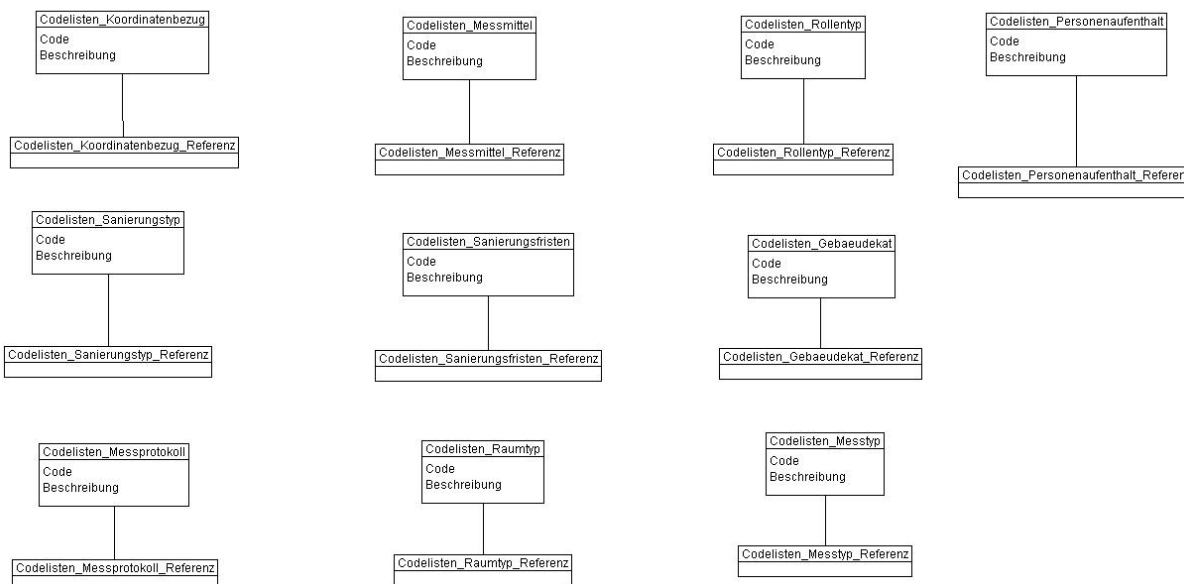 Codelisten_Koordinatenbezug
Code
Beschreibung
Codelisten_Koordinatenbezug_Referenz
Codelisten_Messmittel
Code
Beschreibung
Codelisten_Messmittel_Referenz
Codelisten_Rollentyp
Code
Beschreibung
Codelisten_Rollentyp_Referenz
Codelisten_Personenaufenthalt
Code
Beschreibung
Codelisten_Personenaufenthalt_Referenz
Codelisten_Sanierungstyp
Code
Beschreibung
Codelisten_Sanierungstyp_Referenz
Codelisten_Sanierungsfristen
Code
Beschreibung
Codelisten_Sanierungsfristen_Referenz
Codelisten_Gebaeudekat
Code
Beschreibung
Codelisten_Gebaeudekat_Referenz
Codelisten_Messprotokoll
Code
Beschreibung
Codelisten_Messprotokoll_Referenz
Codelisten_Raumtyp
Code
Beschreibung
Codelisten_Raumtyp_Referenz
Codelisten_Messtyp
Code
Beschreibung
Codelisten_Messtyp_Referenz